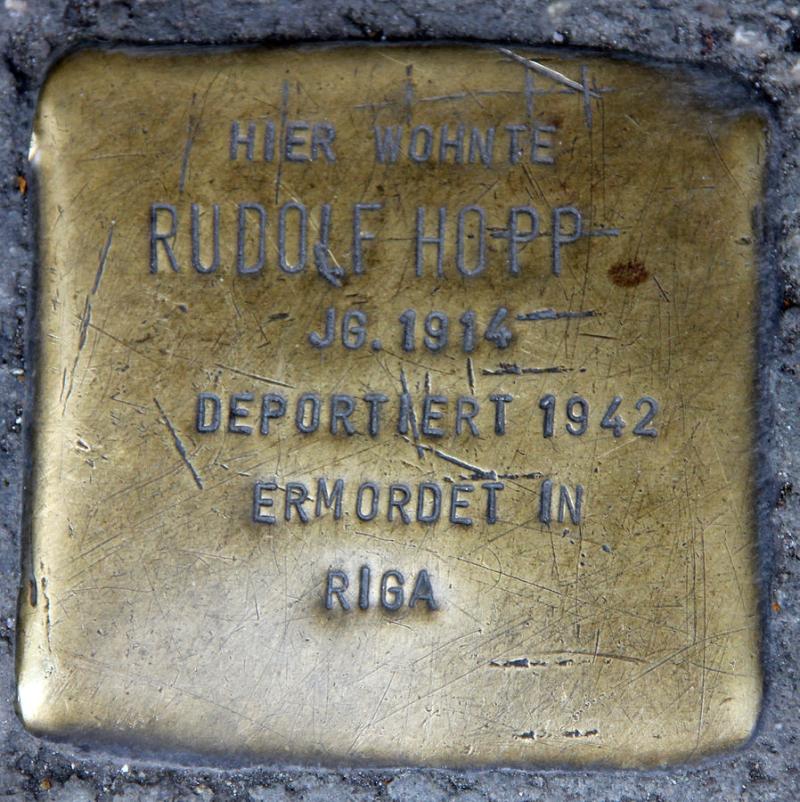 HIER WOHNTE
RUDOLF HOPP
JG. 1914
DEPORTIERT 1942
ERMORDET IN
RIGA